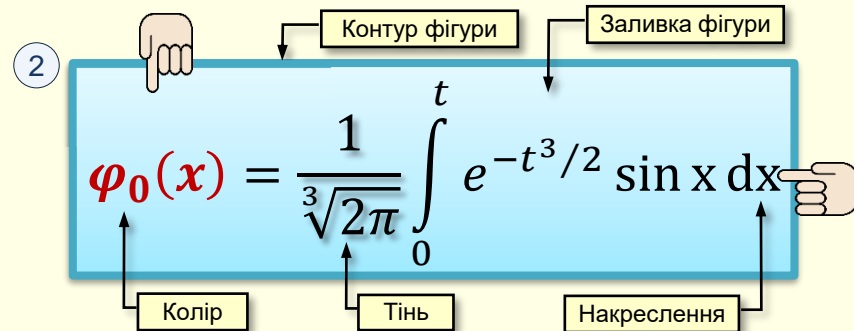 Контур фігури
Заливка фігури
2
φ₀(x) = 1/∛(2π) ∫₀ᵗ e^(−t³/2) sin x dx
Колір
Тінь
Накреслення